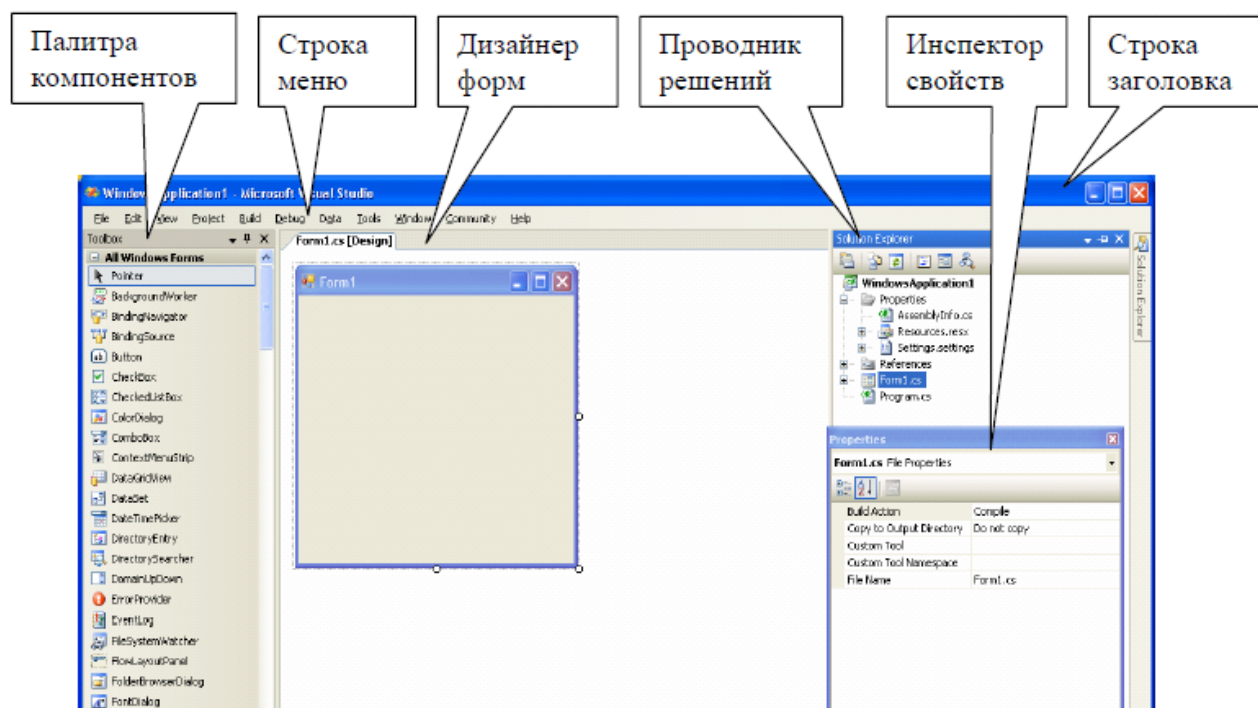 Палитра
компонентов
Строка
меню
Дизайнер
форм
Проводник
решений
Инспектор
свойств
Строка
заголовка
WindowsApplication1 - Microsoft Visual Studio
File Edit View Project Build Debug Data Tools Window Community Help
Toolbox
Form1.cs [Design]
All Windows Forms
Pointer
BackgroundWorker
BindingNavigator
BindingSource
Button
CheckBox
CheckedListBox
ColorDialog
ComboBox
ContextMenuStrip
DataGridView
DataSet
DateTimePicker
DirectoryEntry
DirectorySearcher
DomainUpDown
ErrorProvider
EventLog
FileSystemWatcher
FlowLayoutPanel
FolderBrowserDialog
FontDialog
Form1
Solution Explorer
WindowsApplication1
Properties
AssemblyInfo.cs
Resources.resx
Settings.settings
References
Form1.cs
Program.cs
Solution Explorer
Properties
Form1.cs File Properties
Build Action Compile
Copy to Output Directory Do not copy
Custom Tool
Custom Tool Namespace
File Name Form1.cs